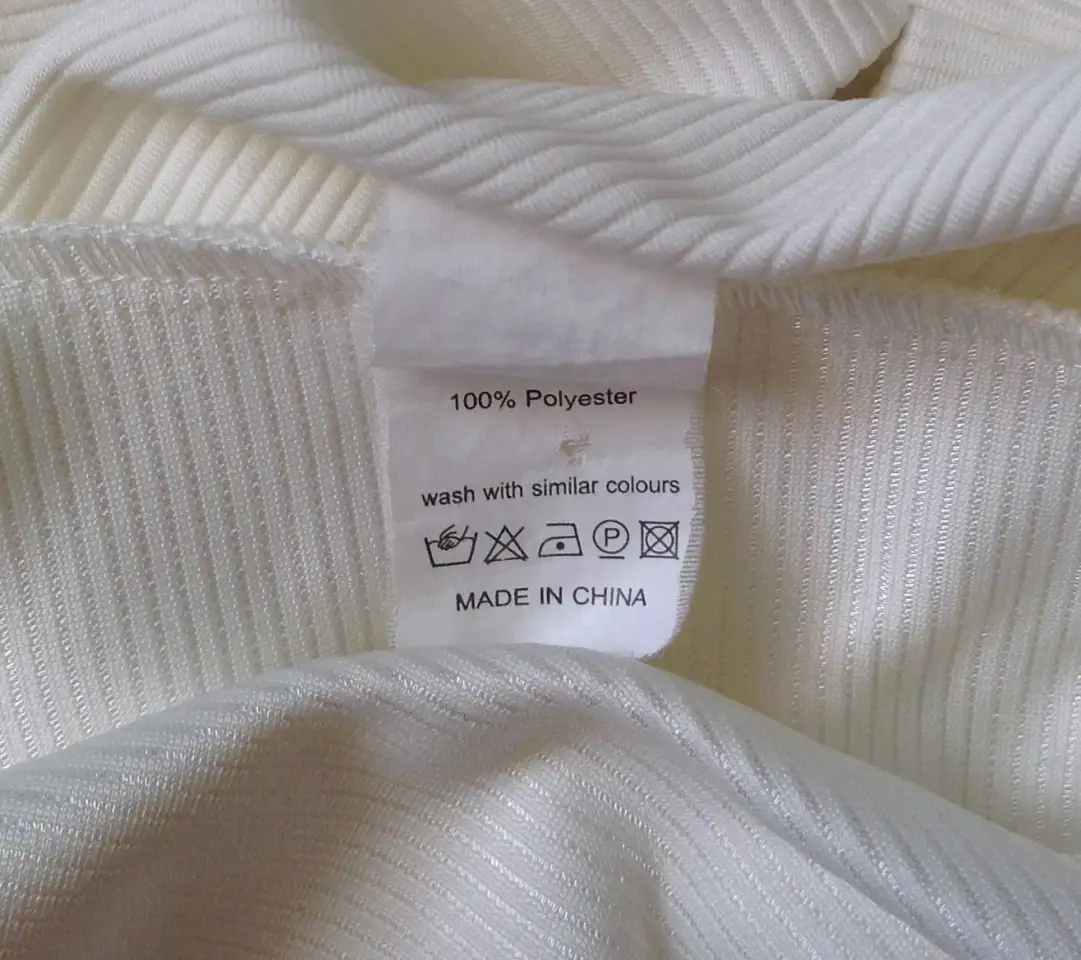 100% Polyester
wash with similar colours
P
MADE IN CHINA